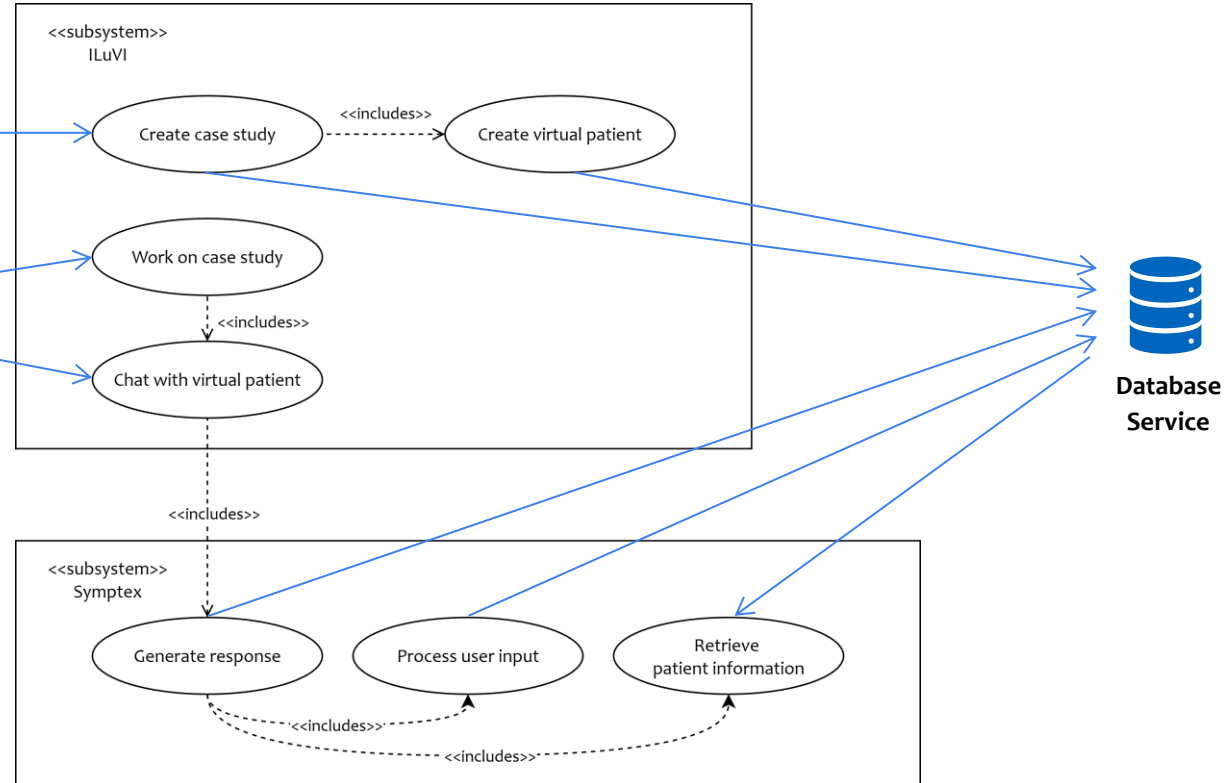 <<subsystem>>
ILuVI
Create case study
<<includes>>
Create virtual patient
Work on case study
<<includes>>
Chat with virtual patient
Database
Service
<<includes>>
<<subsystem>>
Symptex
Generate response
Process user input
Retrieve
patient information
<<includes>>
<<includes>>